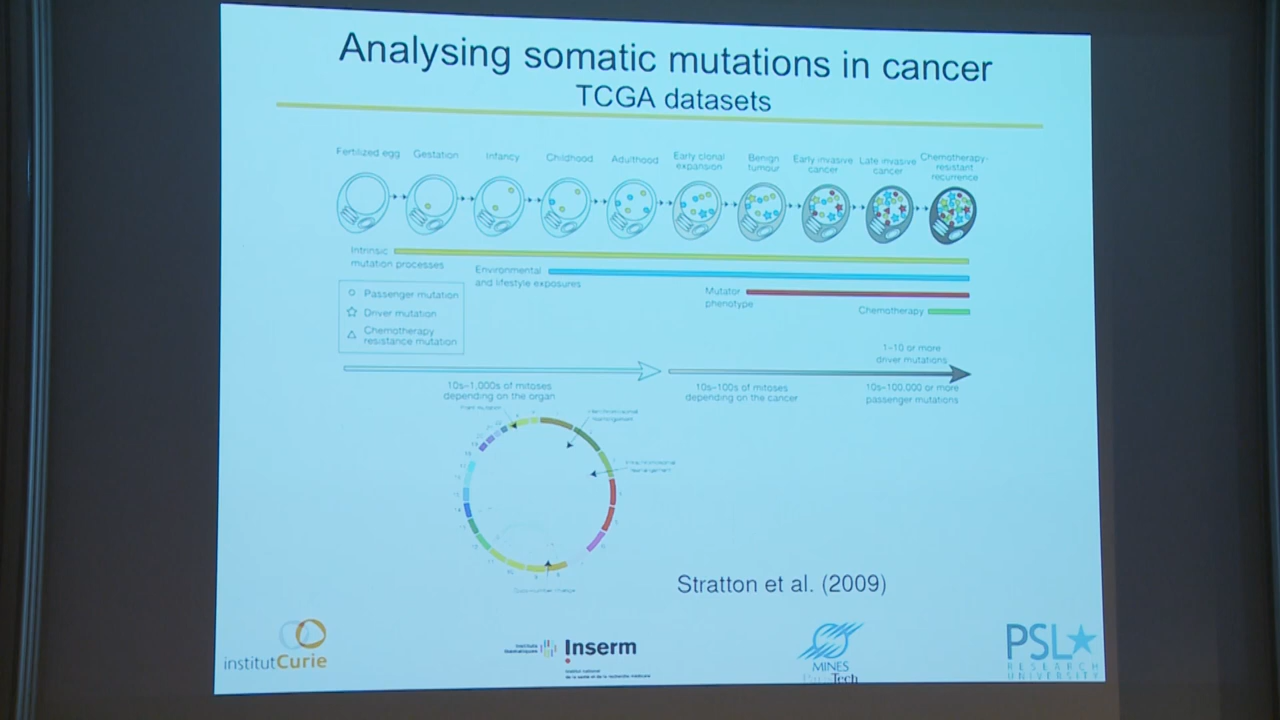 Analysing somatic mutations in cancer
TCGA datasets
Fertilized egg
Gestation
Infancy
Childhood
Adulthood
Early clonal
expansion
Benign
tumour
Early invasive
cancer
Late invasive
cancer
Chemotherapy-
resistant
recurrence
Intrinsic
mutation processes
Environmental
and lifestyle exposures
Mutator
phenotype
Chemotherapy
Passenger mutation
Driver mutation
Chemotherapy
resistance mutation
1–10 or more
driver mutations
10s–1,000s of mitoses
depending on the organ
10s–100s of mitoses
depending on the cancer
10s–100,000 or more
passenger mutations
Stratton et al. (2009)
institutCurie
Inserm
MINES
ParisTech
PSL
RESEARCH
UNIVERSITY